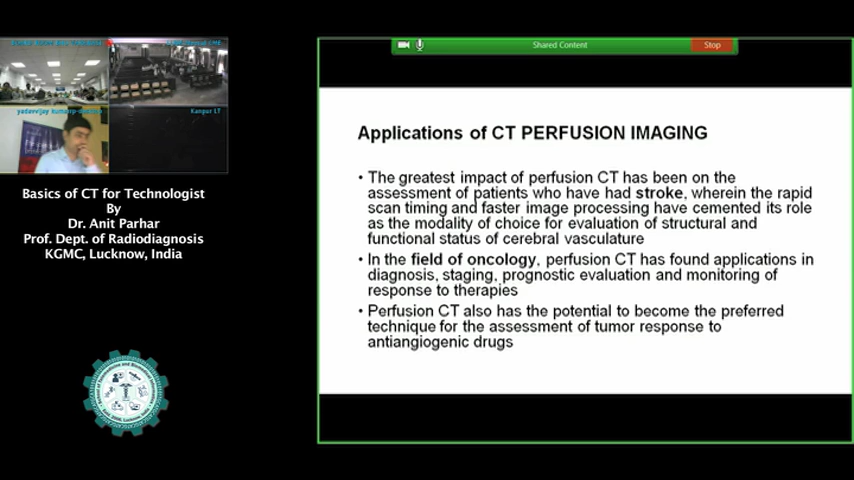 Kanpur LT
Basics of CT for Technologist
By
Dr. Anit Parhar
Prof. Dept. of Radiodiagnosis
KGMC, Lucknow, India
Shared Content
Stop
Applications of CT PERFUSION IMAGING
• The greatest impact of perfusion CT has been on the
assessment of patients who have had stroke, wherein the rapid
scan timing and faster image processing have cemented its role
as the modality of choice for evaluation of structural and
functional status of cerebral vasculature
• In the field of oncology, perfusion CT has found applications in
diagnosis, staging, prognostic evaluation and monitoring of
response to therapies
• Perfusion CT also has the potential to become the preferred
technique for the assessment of tumor response to
antiangiogenic drugs